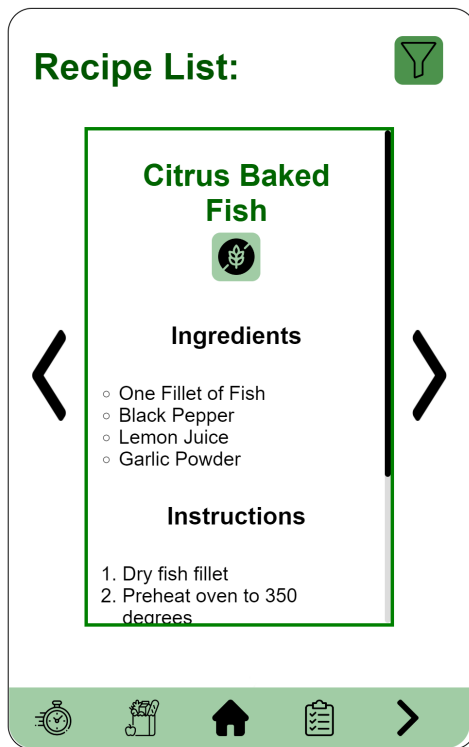 Recipe List:
Citrus Baked
Fish
Ingredients
One Fillet of Fish
Black Pepper
Lemon Juice
Garlic Powder
Instructions
1. Dry fish fillet
2. Preheat oven to 350
degrees